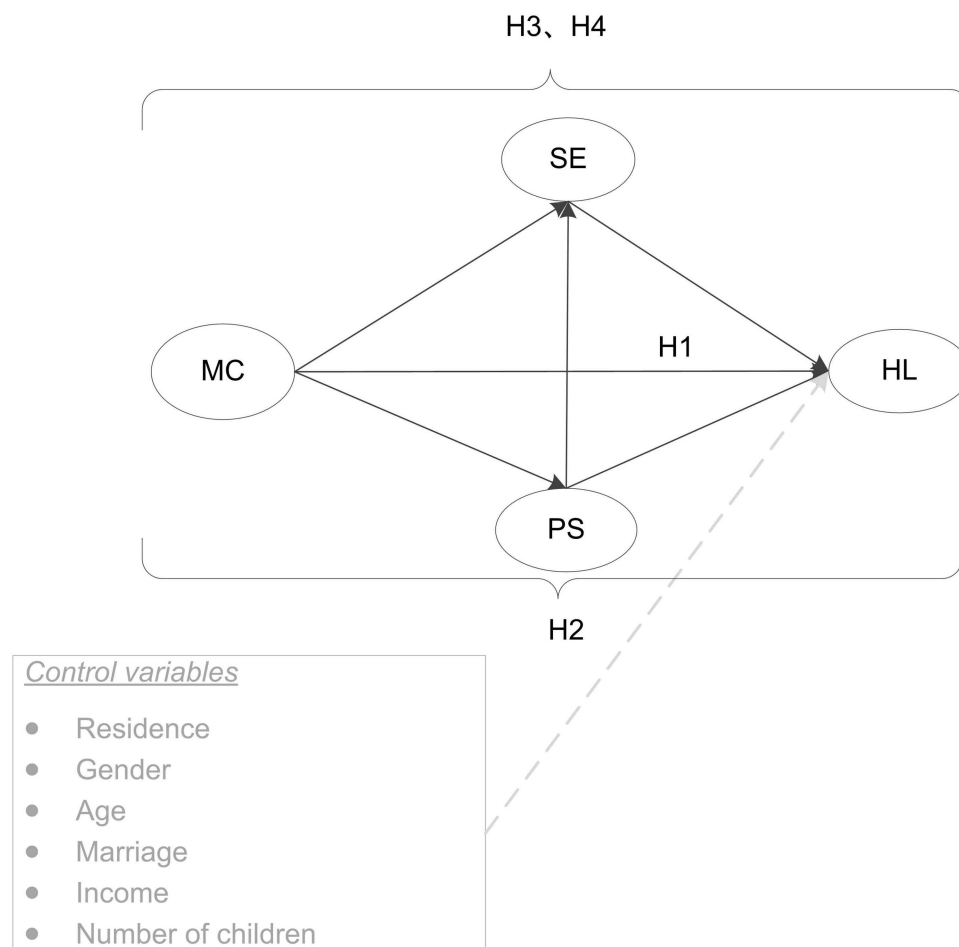 H3、H4
SE
H1
MC
HL
PS
H2
Control variables
● Residence
● Gender
● Age
● Marriage
● Income
● Number of children